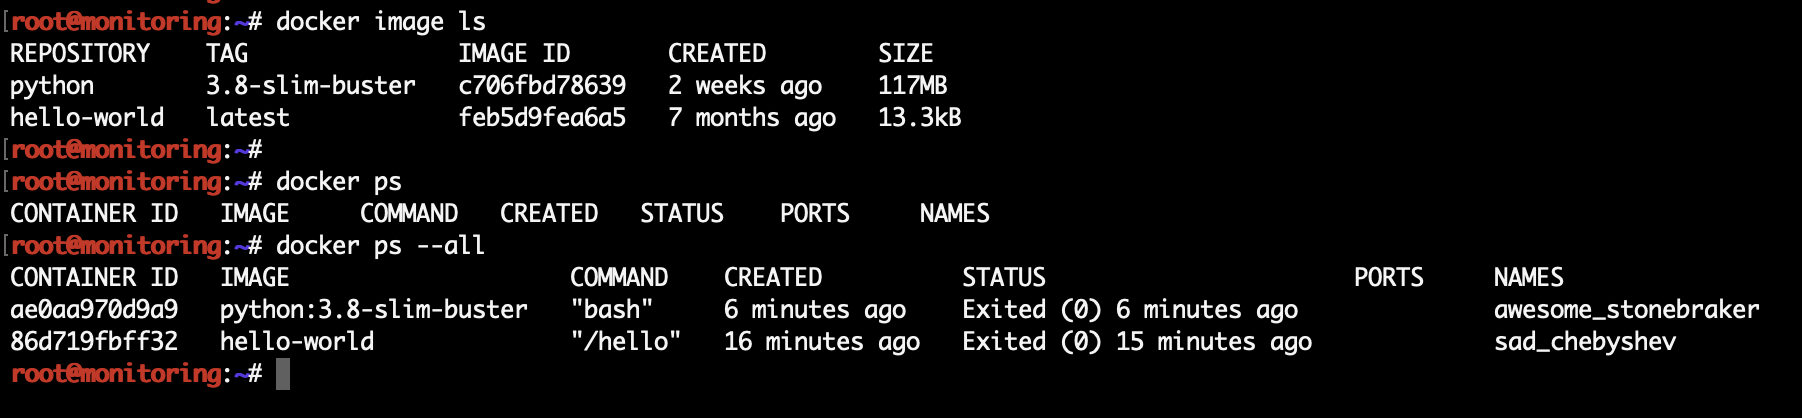 [root@monitoring:~# docker image ls
REPOSITORY    TAG               IMAGE ID       CREATED        SIZE
python        3.8-slim-buster   c706fbd78639   2 weeks ago    117MB
hello-world   latest            feb5d9fea6a5   7 months ago   13.3kB
[root@monitoring:~#
[root@monitoring:~# docker ps
CONTAINER ID   IMAGE     COMMAND   CREATED   STATUS    PORTS     NAMES
[root@monitoring:~# docker ps --all
CONTAINER ID   IMAGE                    COMMAND    CREATED          STATUS                      PORTS     NAMES
ae0aa970d9a9   python:3.8-slim-buster   "bash"     6 minutes ago    Exited (0) 6 minutes ago              awesome_stonebraker
86d719fbff32   hello-world              "/hello"   16 minutes ago   Exited (0) 15 minutes ago             sad_chebyshev
root@monitoring:~#